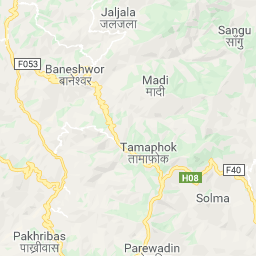 Jaljala
जलजला
Sangu
साँगु
F053
Baneshwor
बानेश्वर
Madi
मादी
Tamaphok
तामाफोक
H08
F40
Solma
Pakhribas
पाख्रीवास
Parewadin